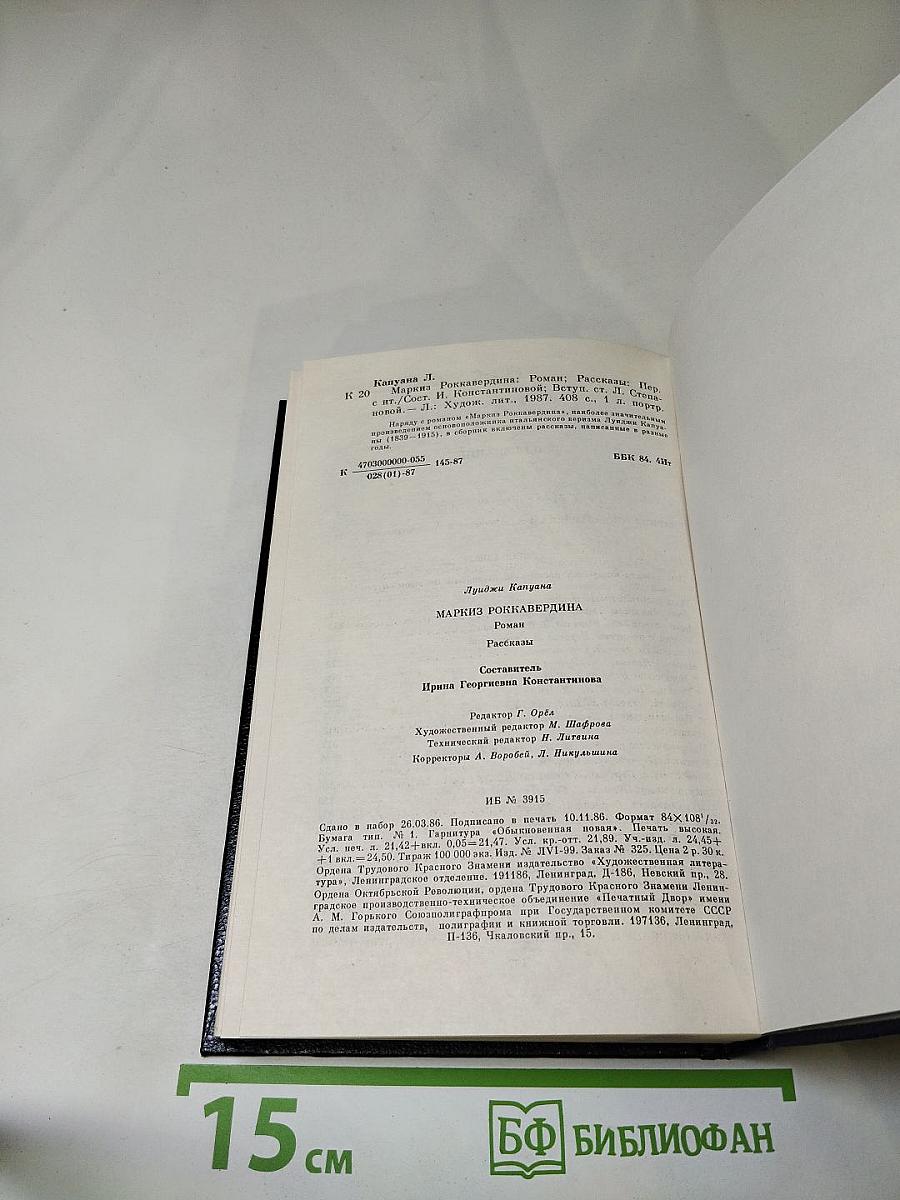 Капуана Л.
К 20 Маркиз Роккавердина: Роман; Рассказы: Пер.
с ит./Сост. И. Константиновой; Вступ. ст. Л. Степа-
новой. — Л.: Худож. лит., 1987. 408 с., 1 л. портр.
Наряду с романом «Маркиз Роккавердина», наиболее значительным
произведением основоположника итальянского веризма Луиджи Капуа-
ны (1839—1915), в сборник включены рассказы, написанные в разные
годы.
К 4703000000-055 145-87
028(01)-87
ББК 84. 4Ит
Луиджи Капуана
МАРКИЗ РОККАВЕРДИНА
Роман
Рассказы
Составитель
Ирина Георгиевна Константинова
Редактор Г. Орёл
Художественный редактор М. Шафрова
Технический редактор Н. Литвина
Корректоры А. Воробей, Л. Никульшина
ИБ № 3915
Сдано в набор 26.03.86. Подписано в печать 10.11.86. Формат 84×108¹/₃₂.
Бумага тип. № 1. Гарнитура «Обыкновенная новая». Печать высокая.
Усл. печ. л. 21,42+вкл. 0,05=21,47. Усл. кр.-отт. 21,89. Уч.-изд. л. 24,45+
+1 вкл.=24,50. Тираж 100 000 экз. Изд. № ЛVI-99. Заказ № 325. Цена 2 р. 30 к.
Ордена Трудового Красного Знамени издательство «Художественная литера-
тура», Ленинградское отделение. 191186, Ленинград, Д-186, Невский пр., 28.
Ордена Октябрьской Революции, ордена Трудового Красного Знамени Ленин-
градское производственно-техническое объединение «Печатный Двор» имени
А. М. Горького Союзполиграфпрома при Государственном комитете СССР
по делам издательств, полиграфии и книжной торговли. 197136, Ленинград,
П-136, Чкаловский пр., 15.
15 см
БФ БИБЛИОФАН